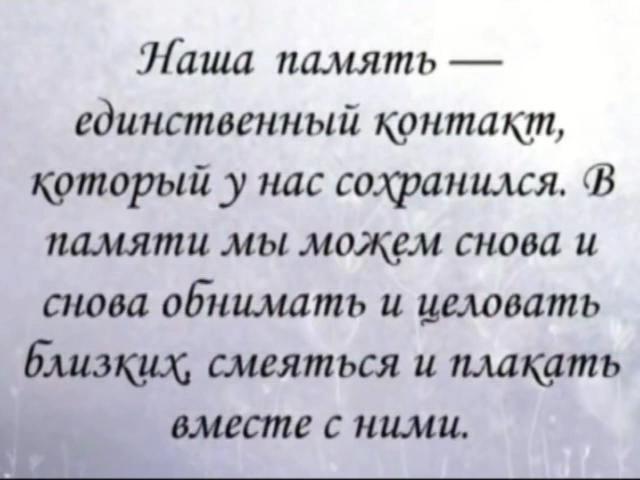 Наша память —
единственный контакт,
который у нас сохранился. В
памяти мы можем снова и
снова обнимать и целовать
близких, смеяться и плакать
вместе с ними.